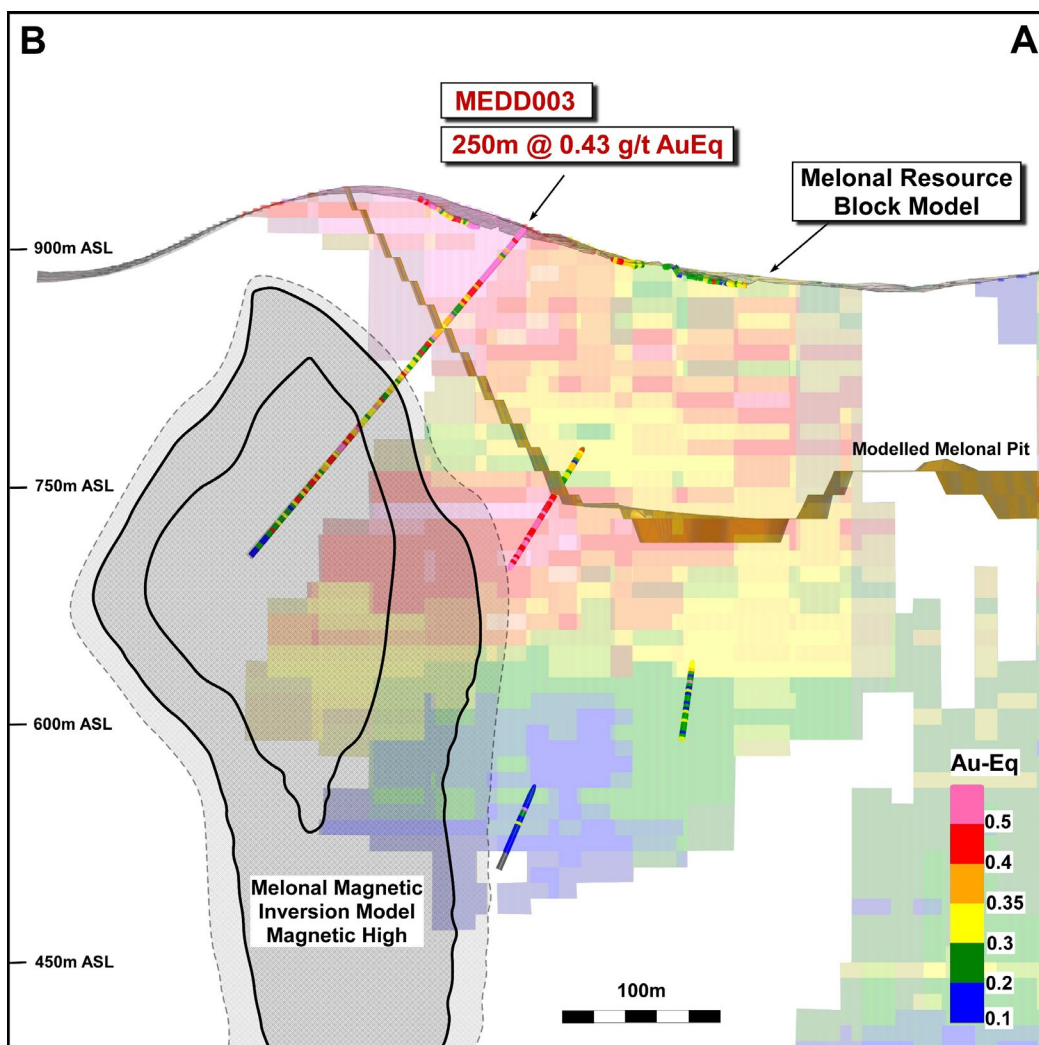 B
A
MEDD003
250m @ 0.43 g/t AuEq
Melonal Resource
Block Model
900m ASL
Modelled Melonal Pit
750m ASL
600m ASL
Au-Eq
0.5
0.4
0.35
0.3
0.2
0.1
Melonal Magnetic
Inversion Model
Magnetic High
450m ASL
100m